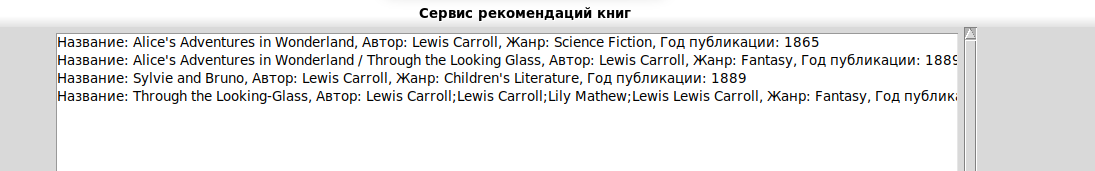 Сервис рекомендаций книг
Название: Alice's Adventures in Wonderland, Автор: Lewis Carroll, Жанр: Science Fiction, Год публикации: 1865
Название: Alice's Adventures in Wonderland / Through the Looking Glass, Автор: Lewis Carroll, Жанр: Fantasy, Год публикации: 1889
Название: Sylvie and Bruno, Автор: Lewis Carroll, Жанр: Children's Literature, Год публикации: 1889
Название: Through the Looking-Glass, Автор: Lewis Carroll;Lewis Carroll;Lily Mathew;Lewis Lewis Carroll, Жанр: Fantasy, Год публика